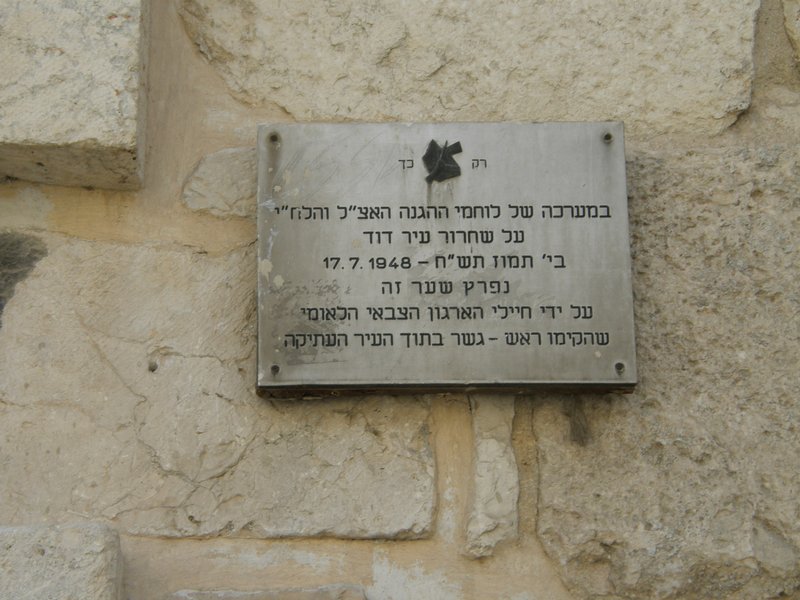 רק כך
במערכה של לוחמי ההגנה האצ"ל והלח"י
על שחרור עיר דוד
בי' תמוז תש"ח – 17.7.1948
נפרץ שער זה
על ידי חיילי הארגון הצבאי הלאומי
שהקימו ראש – גשר בתוך העיר העתיקה